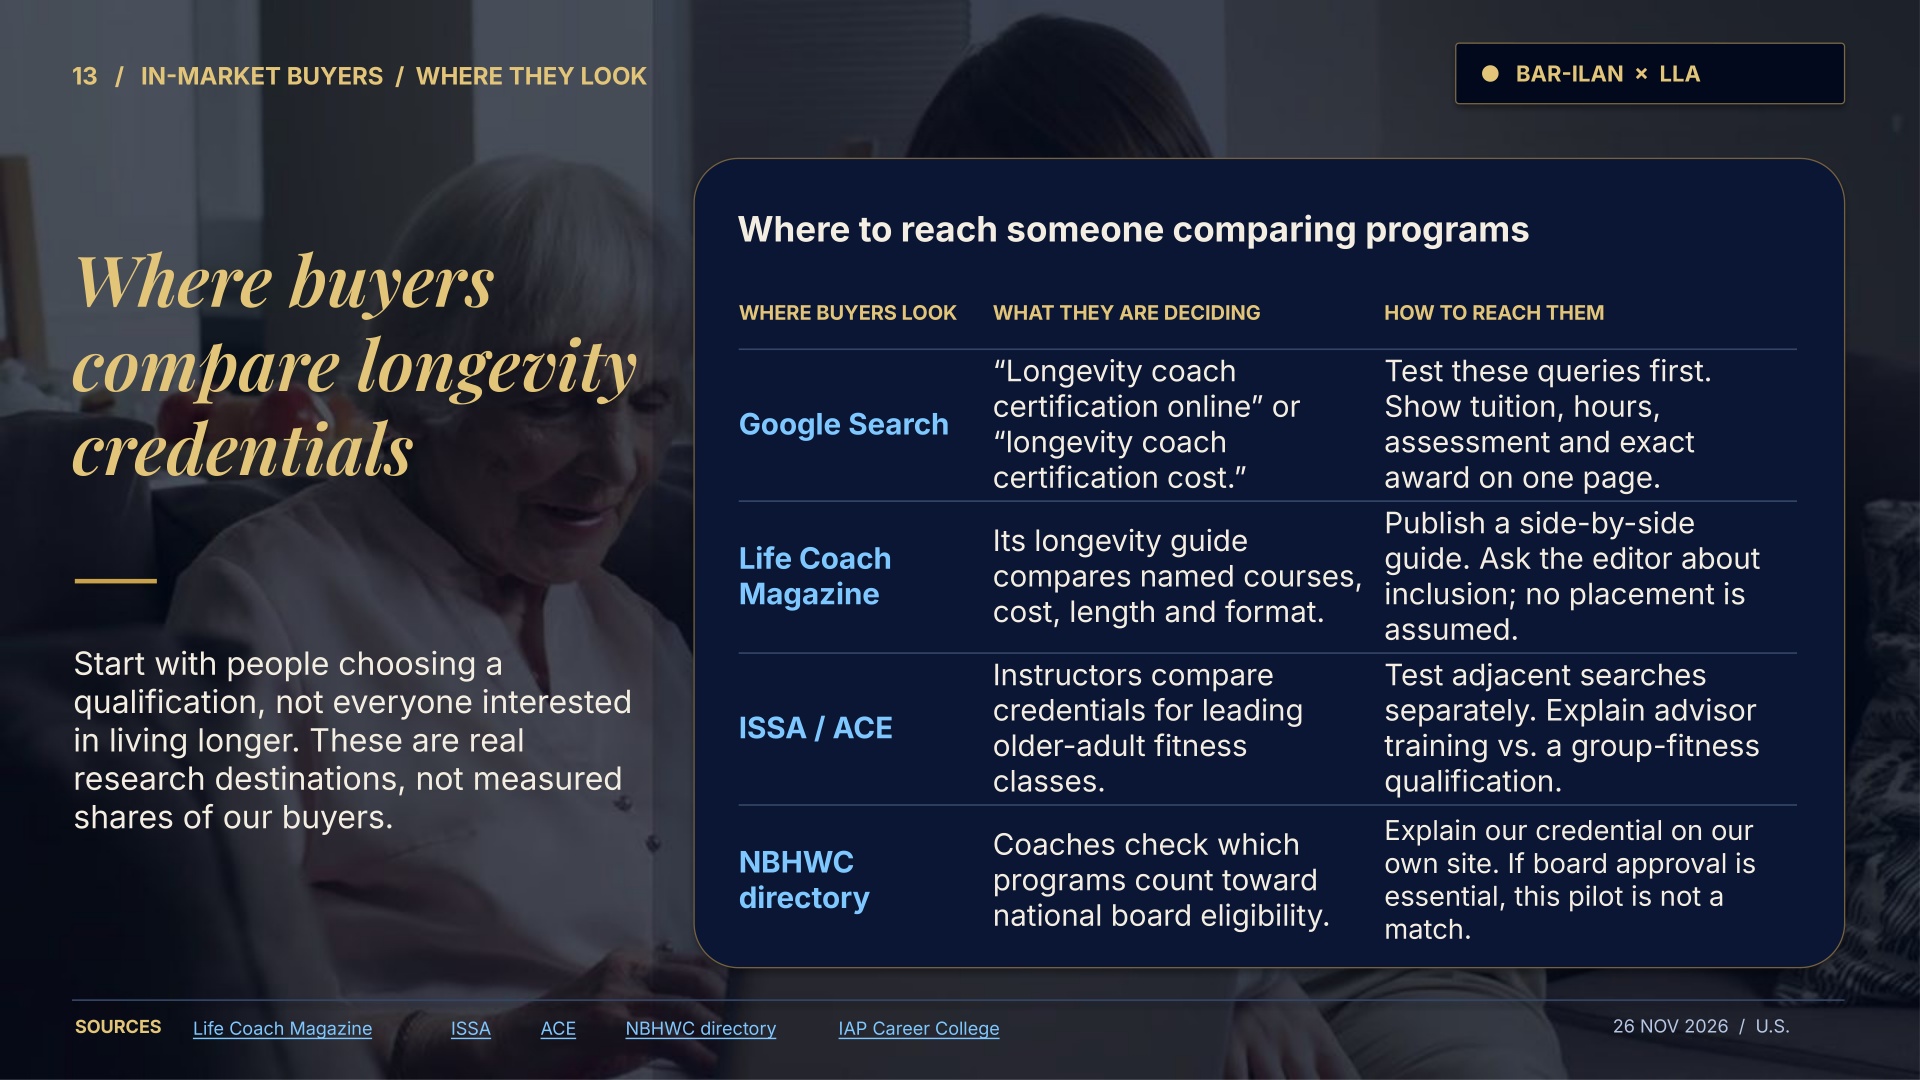 13 / IN-MARKET BUYERS / WHERE THEY LOOK
BAR-ILAN × LLA
Where buyers
compare longevity
credentials
Start with people choosing a
qualification, not everyone interested
in living longer. These are real
research destinations, not measured
shares of our buyers.
Where to reach someone comparing programs
WHERE BUYERS LOOK
WHAT THEY ARE DECIDING
HOW TO REACH THEM
Google Search
“Longevity coach
certification online” or
“longevity coach
certification cost.”
Test these queries first.
Show tuition, hours,
assessment and exact
award on one page.
Life Coach
Magazine
Its longevity guide
compares named courses,
cost, length and format.
Publish a side-by-side
guide. Ask the editor about
inclusion; no placement is
assumed.
ISSA / ACE
Instructors compare
credentials for leading
older-adult fitness
classes.
Test adjacent searches
separately. Explain advisor
training vs. a group-fitness
qualification.
NBHWC
directory
Coaches check which
programs count toward
national board eligibility.
Explain our credential on our
own site. If board approval is
essential, this pilot is not a
match.
SOURCES
Life Coach Magazine
ISSA
ACE
NBHWC directory
IAP Career College
26 NOV 2026 / U.S.